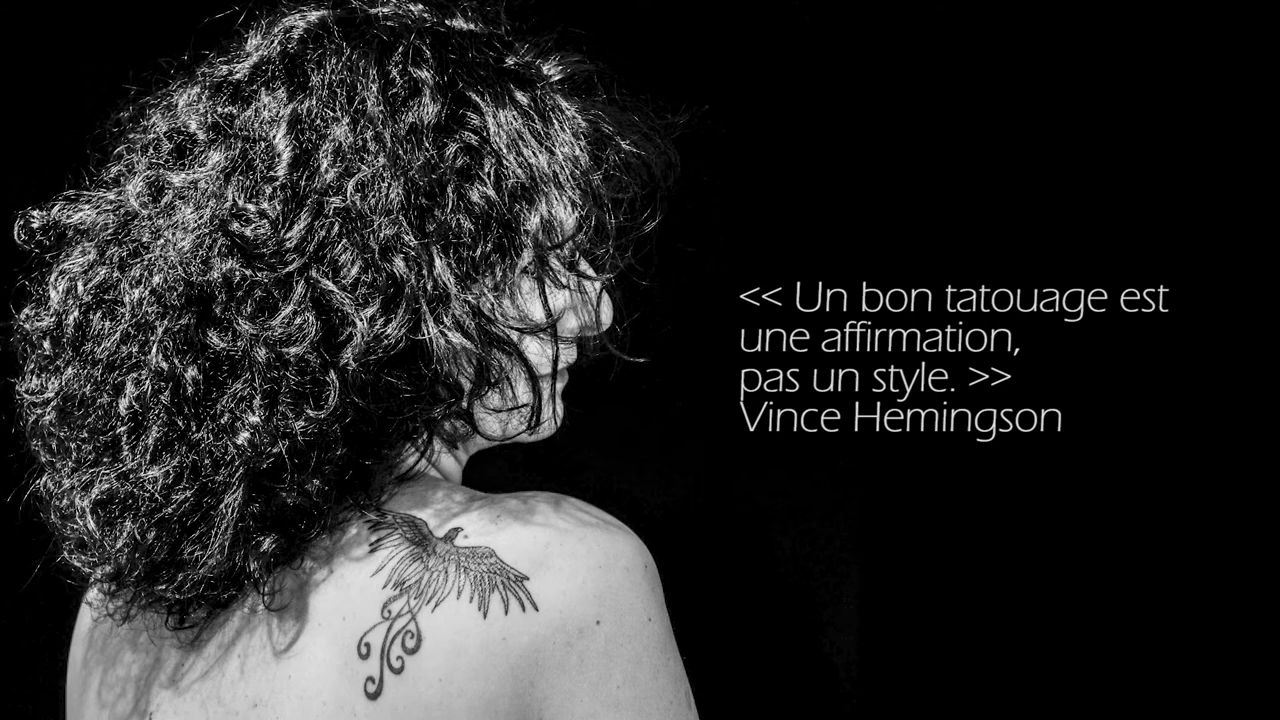 << Un bon tatouage est
une affirmation,
pas un style. >>
Vince Hemingson